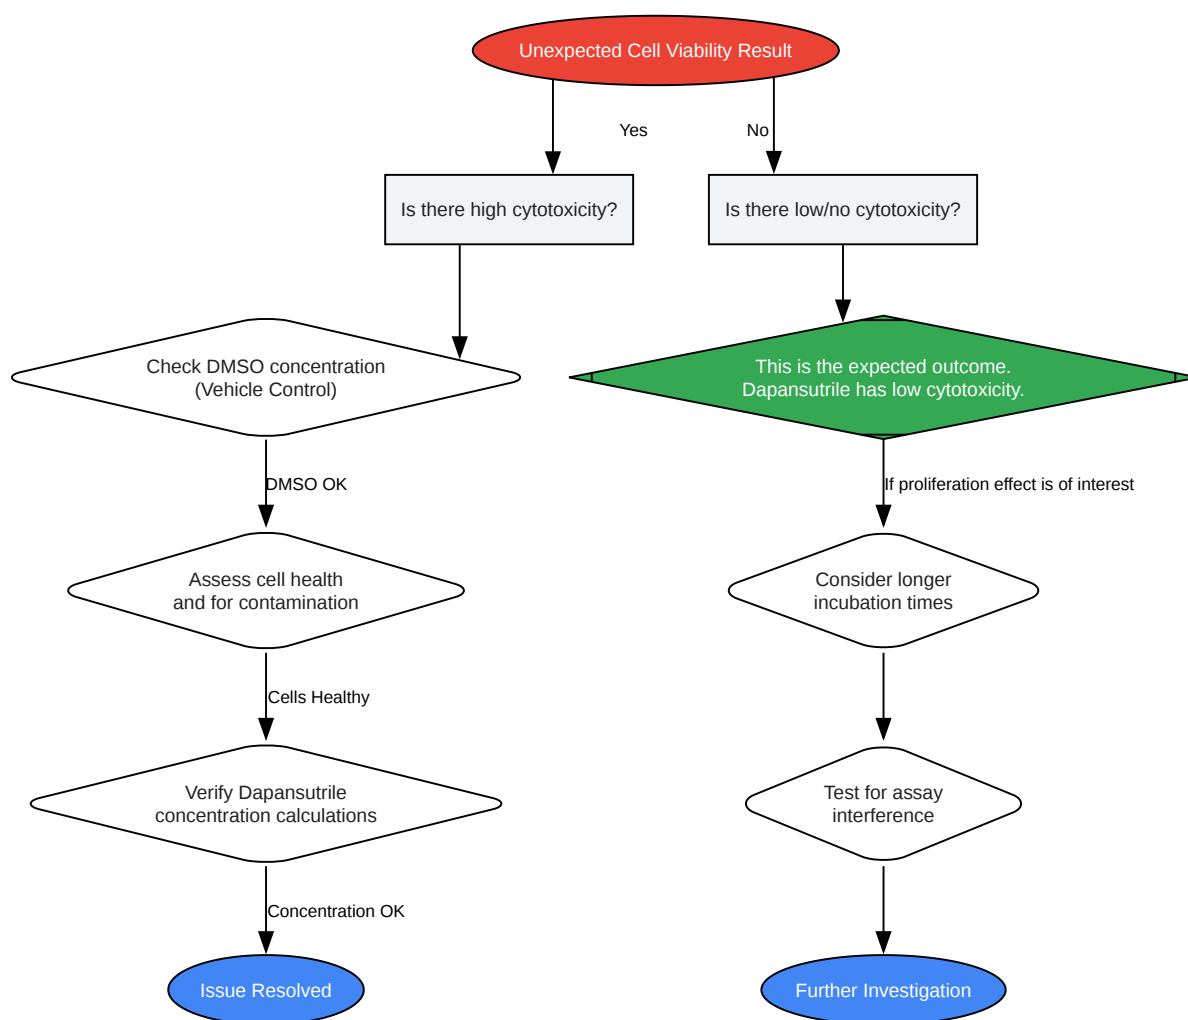 Unexpected Cell Viability Result
Yes
No
Is there high cytotoxicity?
Is there low/no cytotoxicity?
Check DMSO concentration
(Vehicle Control)
This is the expected outcome.
Dapansutrile has low cytotoxicity.
DMSO OK
If proliferation effect is of interest
Assess cell health
and for contamination
Consider longer
incubation times
Cells Healthy
Verify Dapansutrile
concentration calculations
Test for assay
interference
Concentration OK
Issue Resolved
Further Investigation